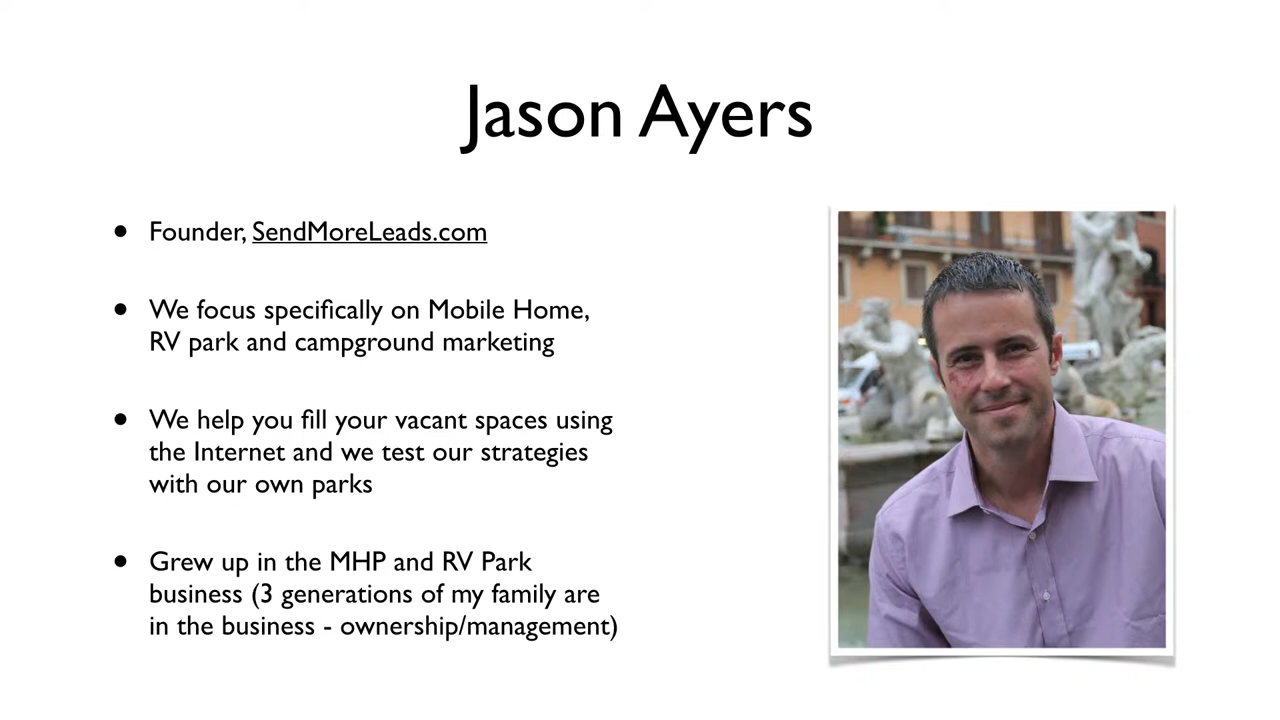 Jason Ayers
• Founder, SendMoreLeads.com
• We focus specifically on Mobile Home,
RV park and campground marketing
• We help you fill your vacant spaces using
the Internet and we test our strategies
with our own parks
• Grew up in the MHP and RV Park
business (3 generations of my family are
in the business - ownership/management)